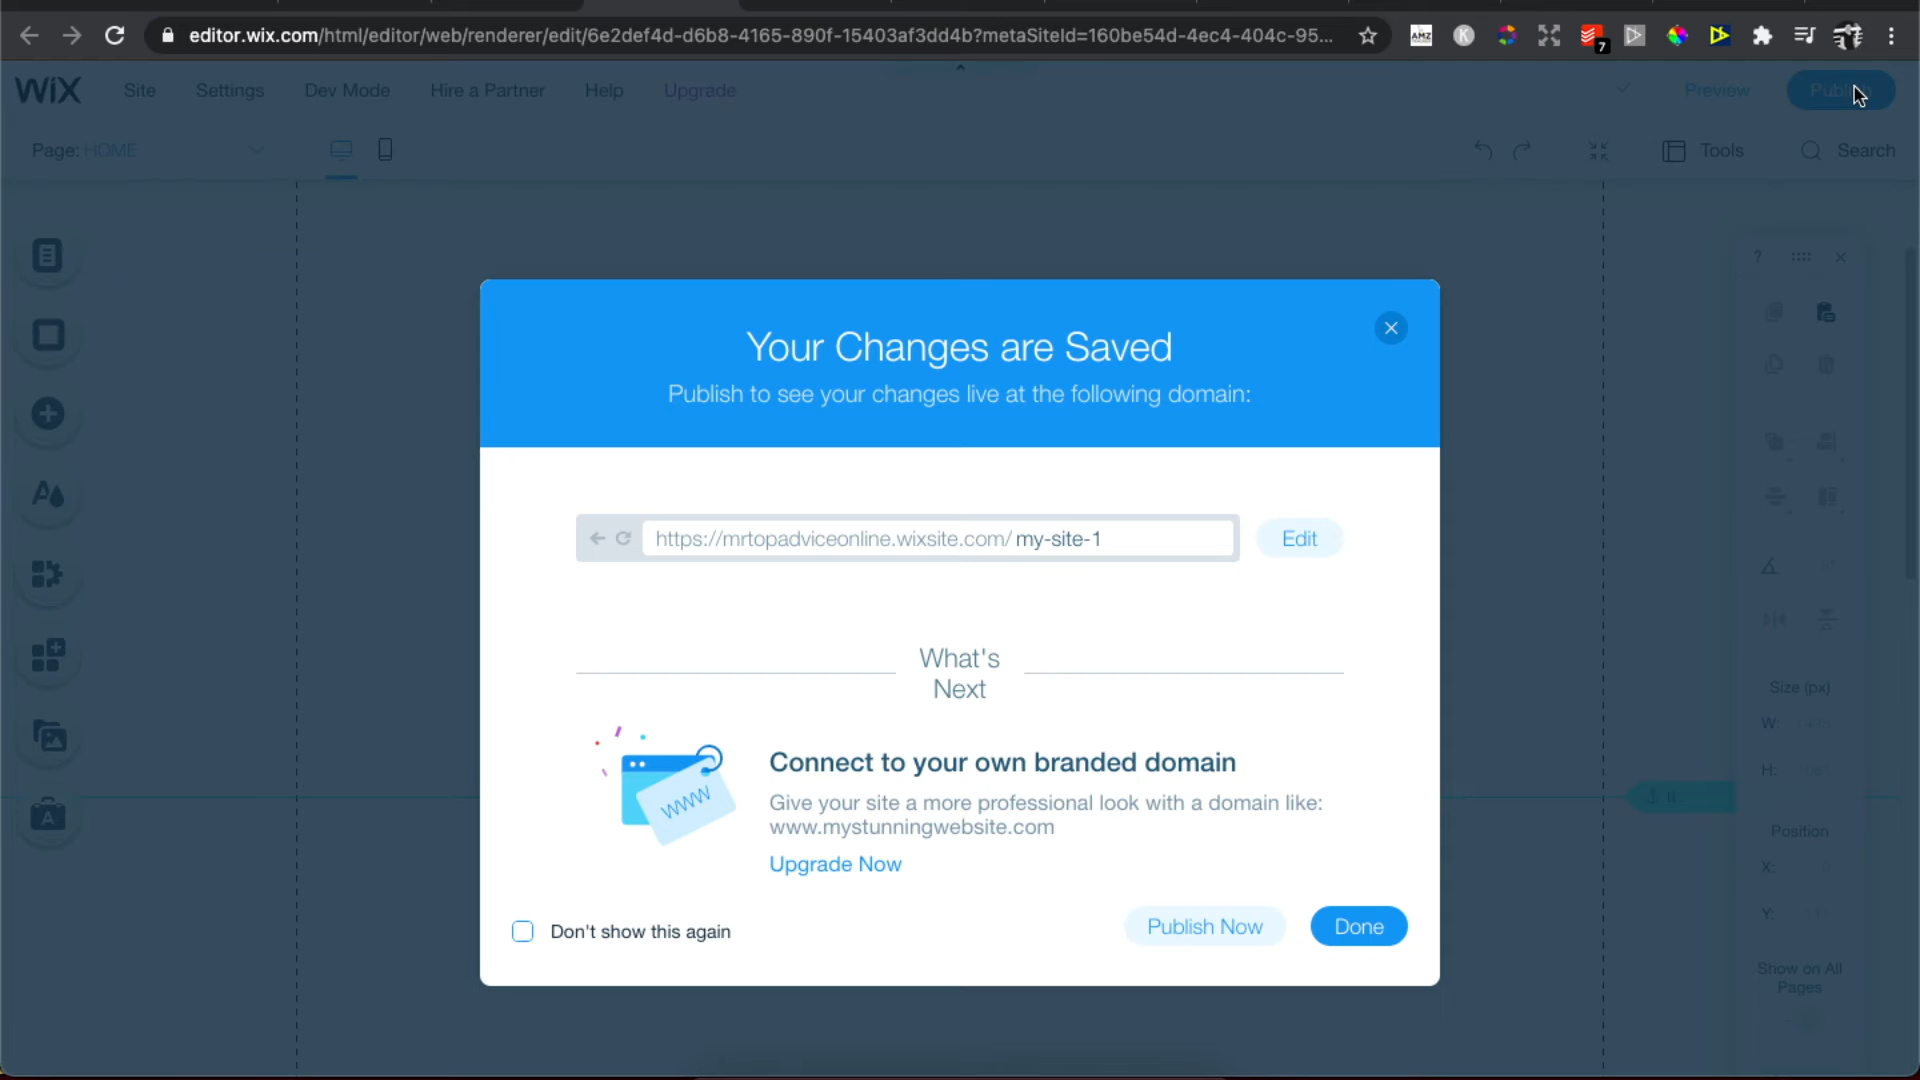 editor.wix.com/html/editor/web/renderer/edit/6e2def4d-d6b8-4165-890f-15403af3dd4b?metaSiteId=160be54d-4ec4-404c-95...
AMZ
K
7
WiX
Site
Settings
Dev Mode
Hire a Partner
Help
Upgrade
Preview
Publish
Page: HOME
Tools
Search
?
Your Changes are Saved
Publish to see your changes live at the following domain:
https://mrtopadviceonline.wixsite.com/ my-site-1
Edit
What's
Next
WWW
Connect to your own branded domain
Give your site a more professional look with a domain like:
www.mystunningwebsite.com
Upgrade Now
Don't show this again
Publish Now
Done
A
A
Size (px)
W:
H:
Position
X:
Y:
Show on All
Pages